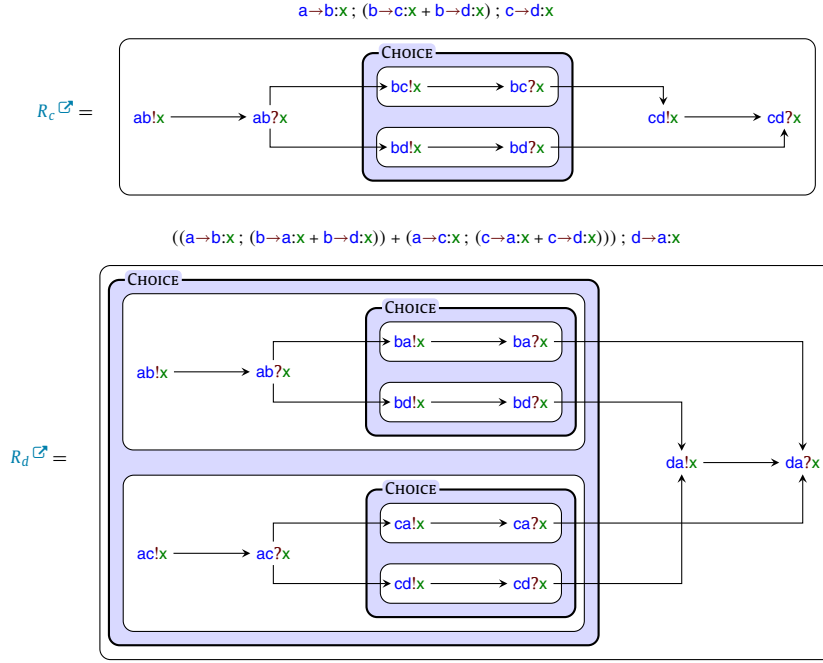 a→b:x ; (b→c:x + b→d:x) ; c→d:x
CHOICE
bc!x bc?x
R_c = ab!x ab?x cd!x cd?x
bd!x bd?x
((a→b:x ; (b→a:x + b→d:x)) + (a→c:x ; (c→a:x + c→d:x))) ; d→a:x
CHOICE
CHOICE
ba!x ba?x
ab!x ab?x
bd!x bd?x
R_d = da!x da?x
CHOICE
ca!x ca?x
ac!x ac?x
cd!x cd?x